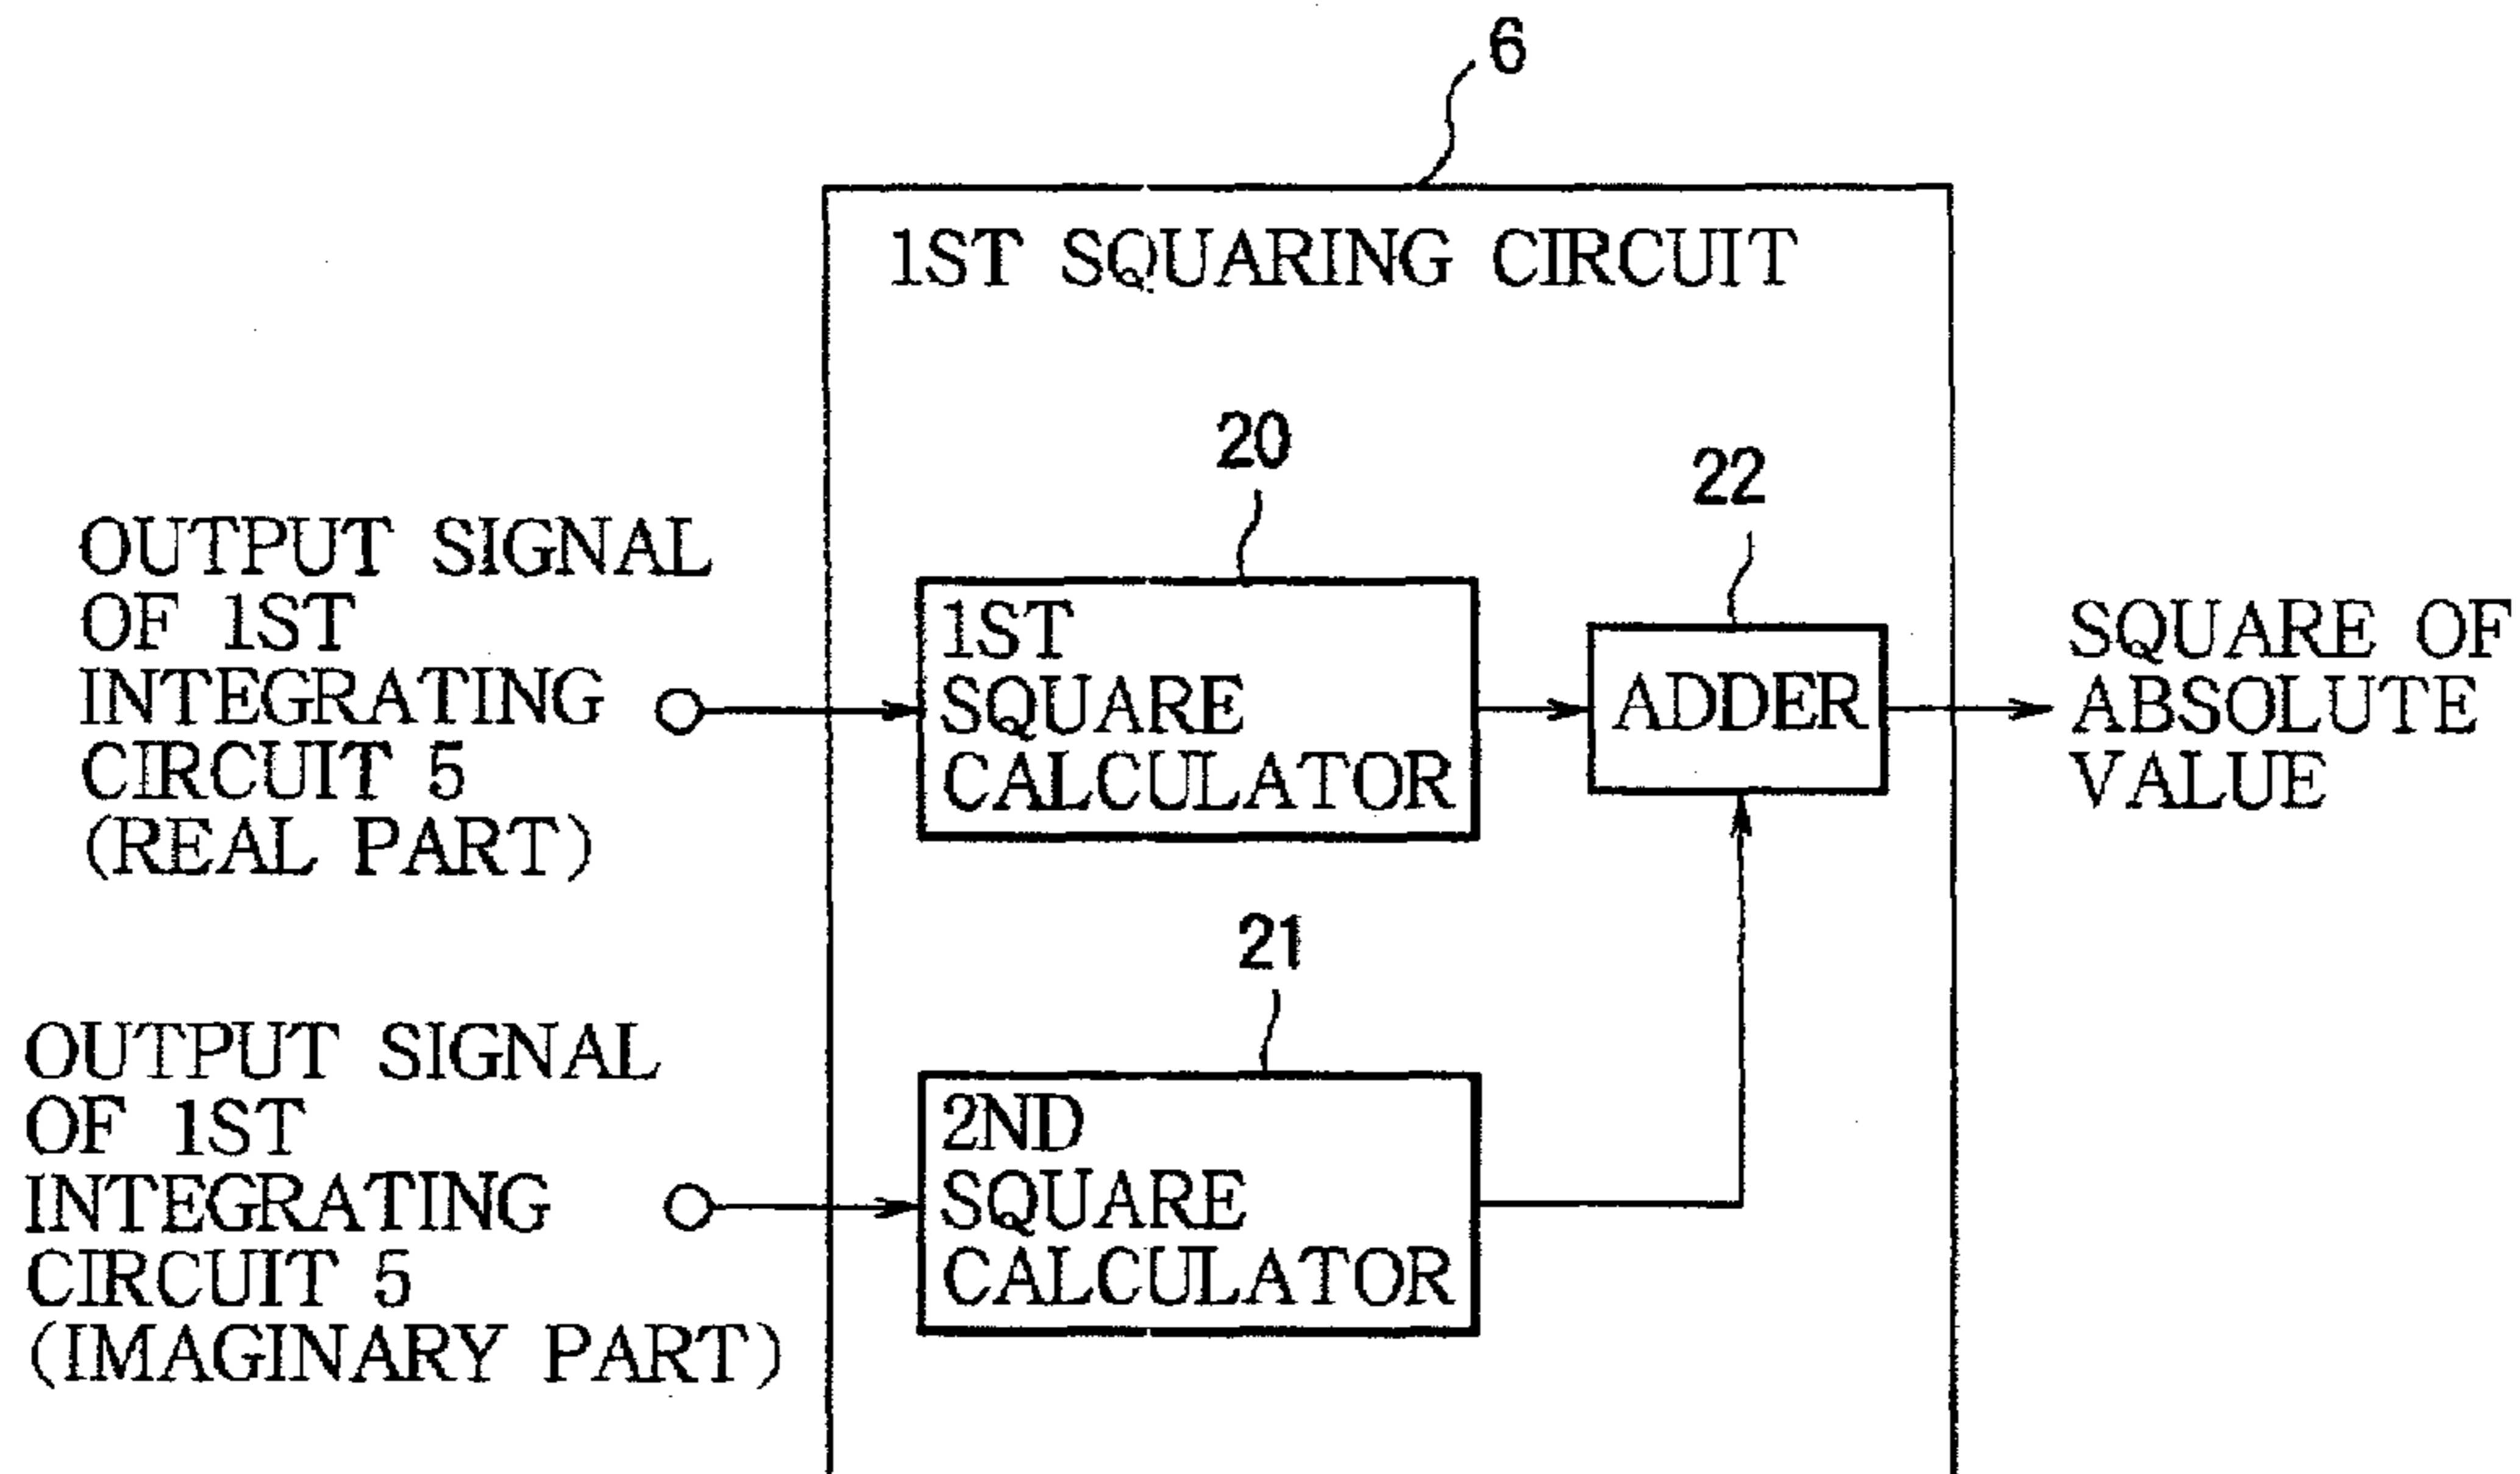 6
1ST SQUARING CIRCUIT
20
22
OUTPUT SIGNAL
OF 1ST
INTEGRATING
CIRCUIT 5
(REAL PART)
1ST
SQUARE
CALCULATOR
ADDER
SQUARE OF
ABSOLUTE
VALUE
21
OUTPUT SIGNAL
OF 1ST
INTEGRATING
CIRCUIT 5
(IMAGINARY PART)
2ND
SQUARE
CALCULATOR